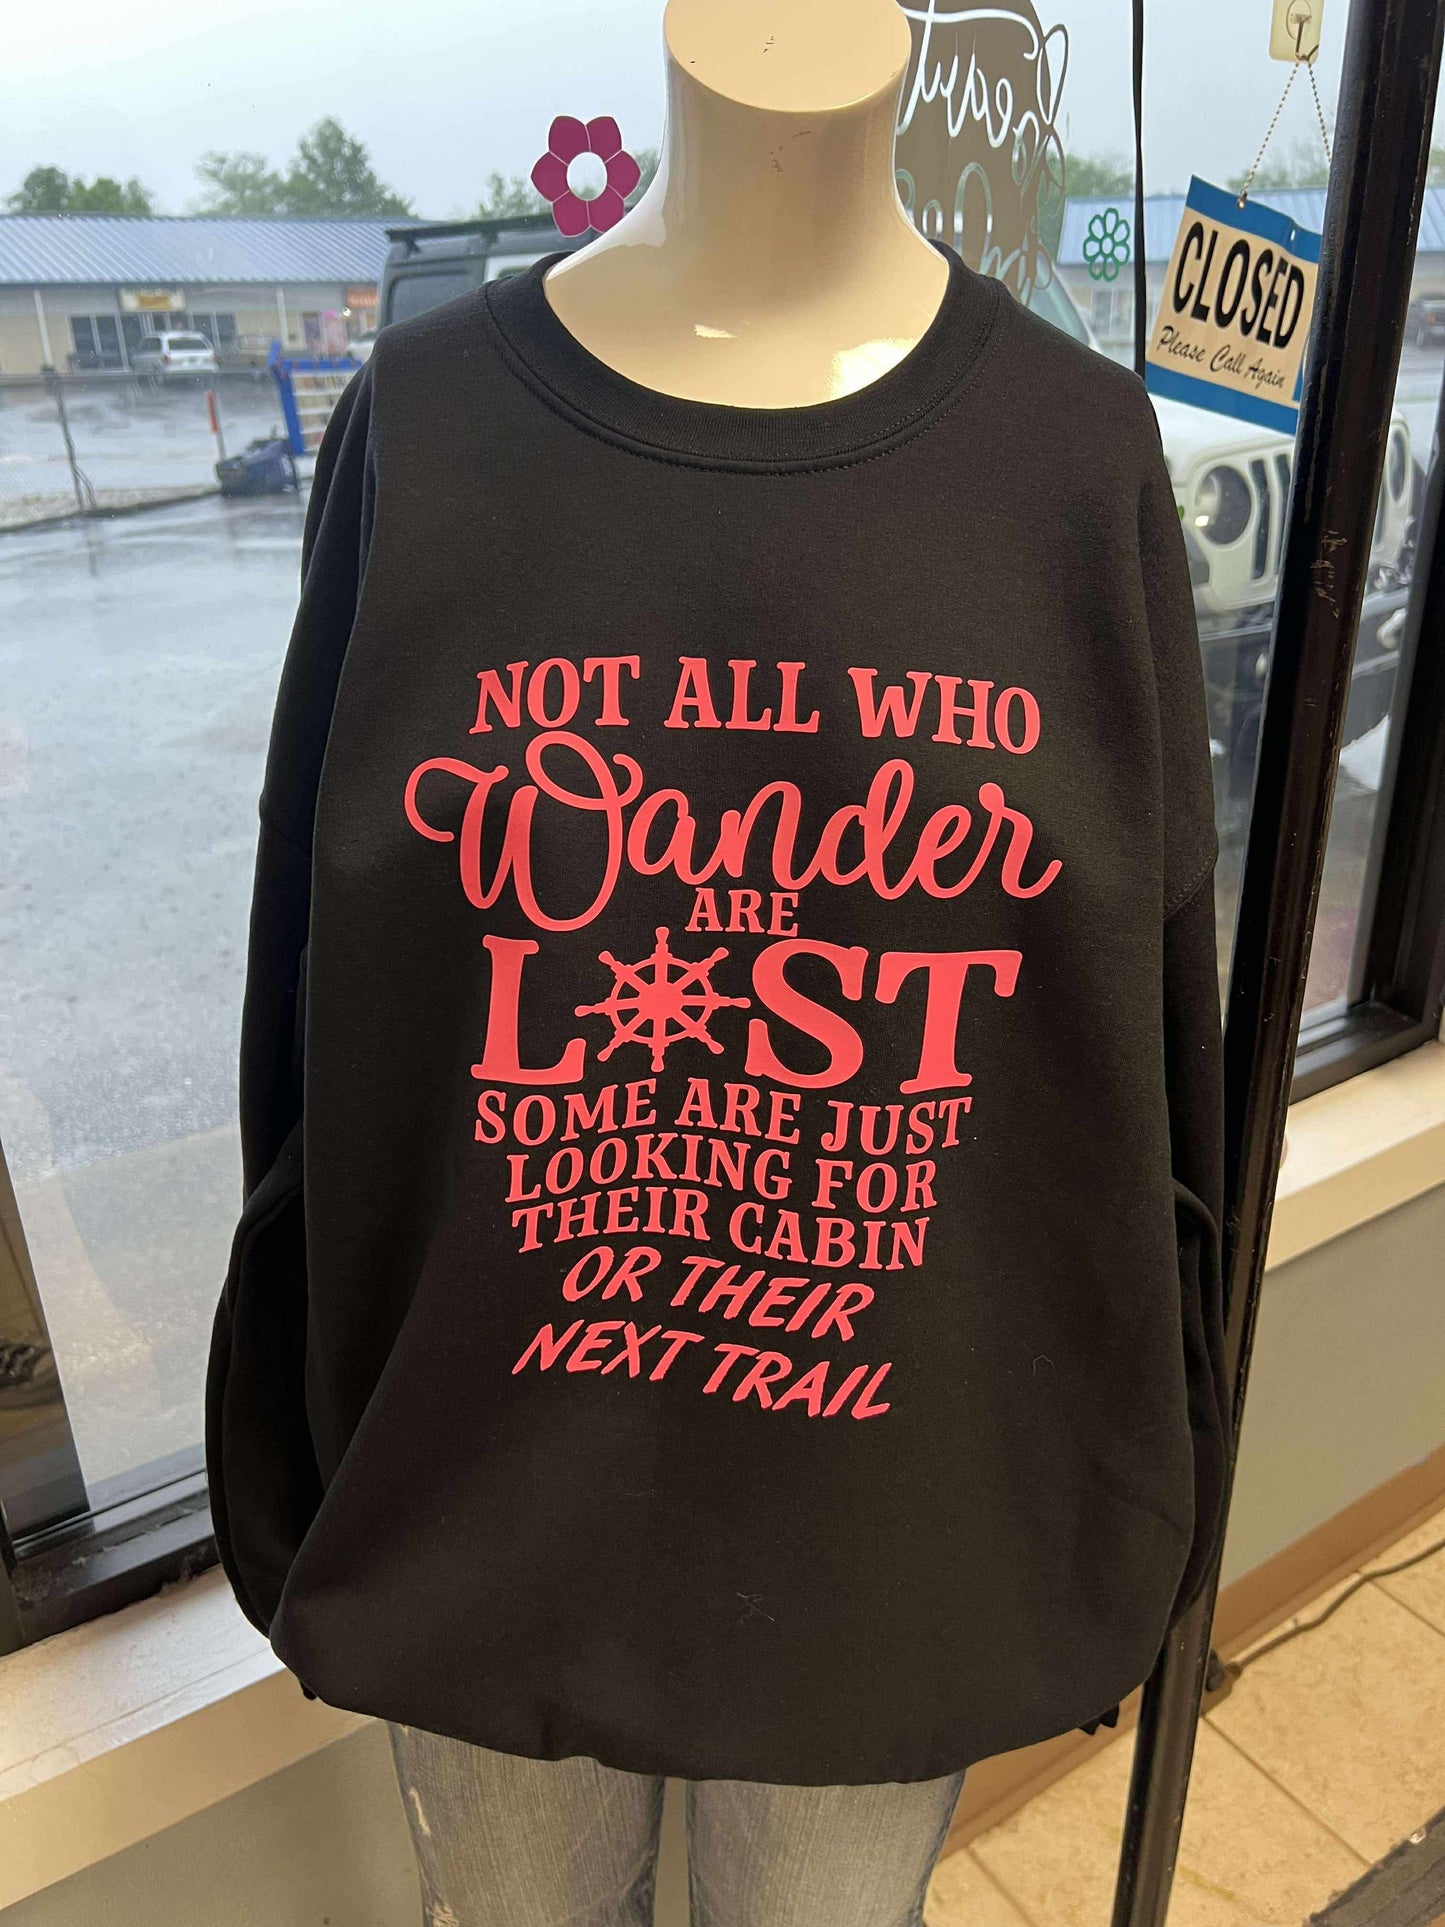 NOT ALL WHO
Wander
ARE
LOST
SOME ARE JUST
LOOKING FOR
THEIR CABIN
OR THEIR
NEXT TRAIL
CLOSED
Please Call Again